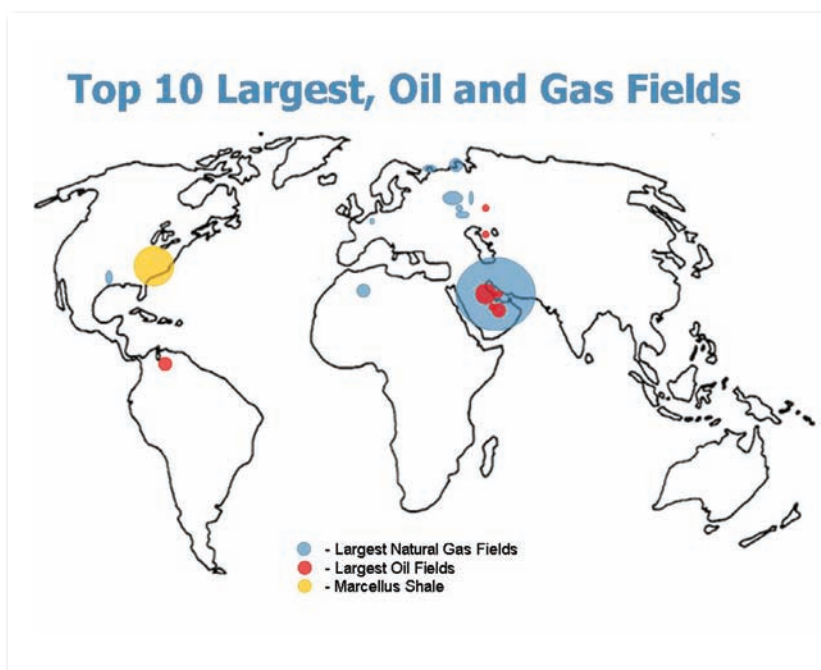 Top 10 Largest, Oil and Gas Fields
- Largest Natural Gas Fields
- Largest Oil Fields
- Marcellus Shale